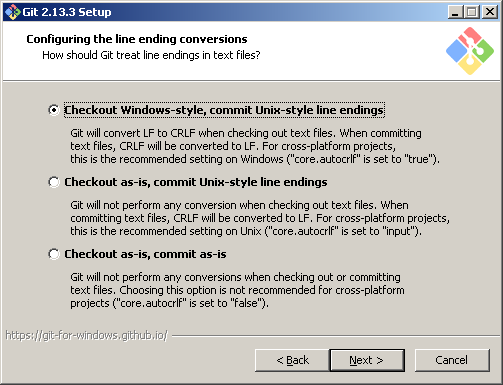 Git 2.13.3 Setup
Configuring the line ending conversions
How should Git treat line endings in text files?
Checkout Windows-style, commit Unix-style line endings
Git will convert LF to CRLF when checking out text files. When committing
text files, CRLF will be converted to LF. For cross-platform projects,
this is the recommended setting on Windows ("core.autocrlf" is set to "true").
Checkout as-is, commit Unix-style line endings
Git will not perform any conversion when checking out text files. When
committing text files, CRLF will be converted to LF. For cross-platform projects,
this is the recommended setting on Unix ("core.autocrlf" is set to "input").
Checkout as-is, commit as-is
Git will not perform any conversions when checking out or committing
text files. Choosing this option is not recommended for cross-platform
projects ("core.autocrlf" is set to "false").
https://git-for-windows.github.io/
< Back
Next >
Cancel